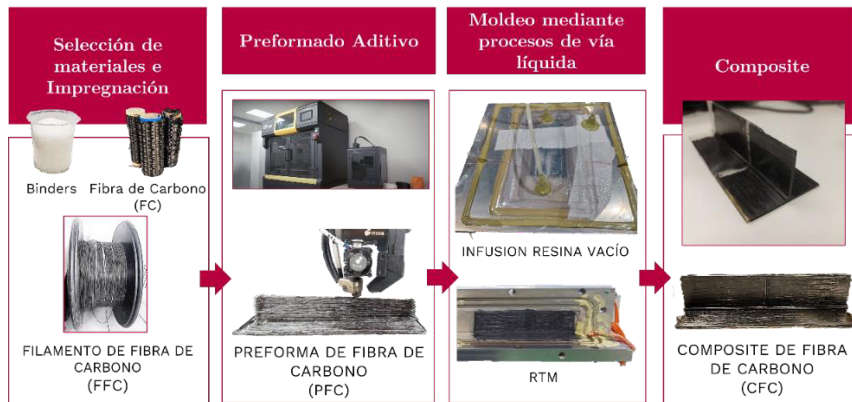 Selección de
materiales e
Impregnación
Binders
Fibra de Carbono
(FC)
FILAMENTO DE FIBRA DE
CARBONO
(FFC)
Preformado Aditivo
PREFORMA DE FIBRA DE
CARBONO
(PFC)
Moldeo mediante
procesos de vía
líquida
INFUSION RESINA VACÍO
RTM
Composite
COMPOSITE DE FIBRA
DE CARBONO
(CFC)